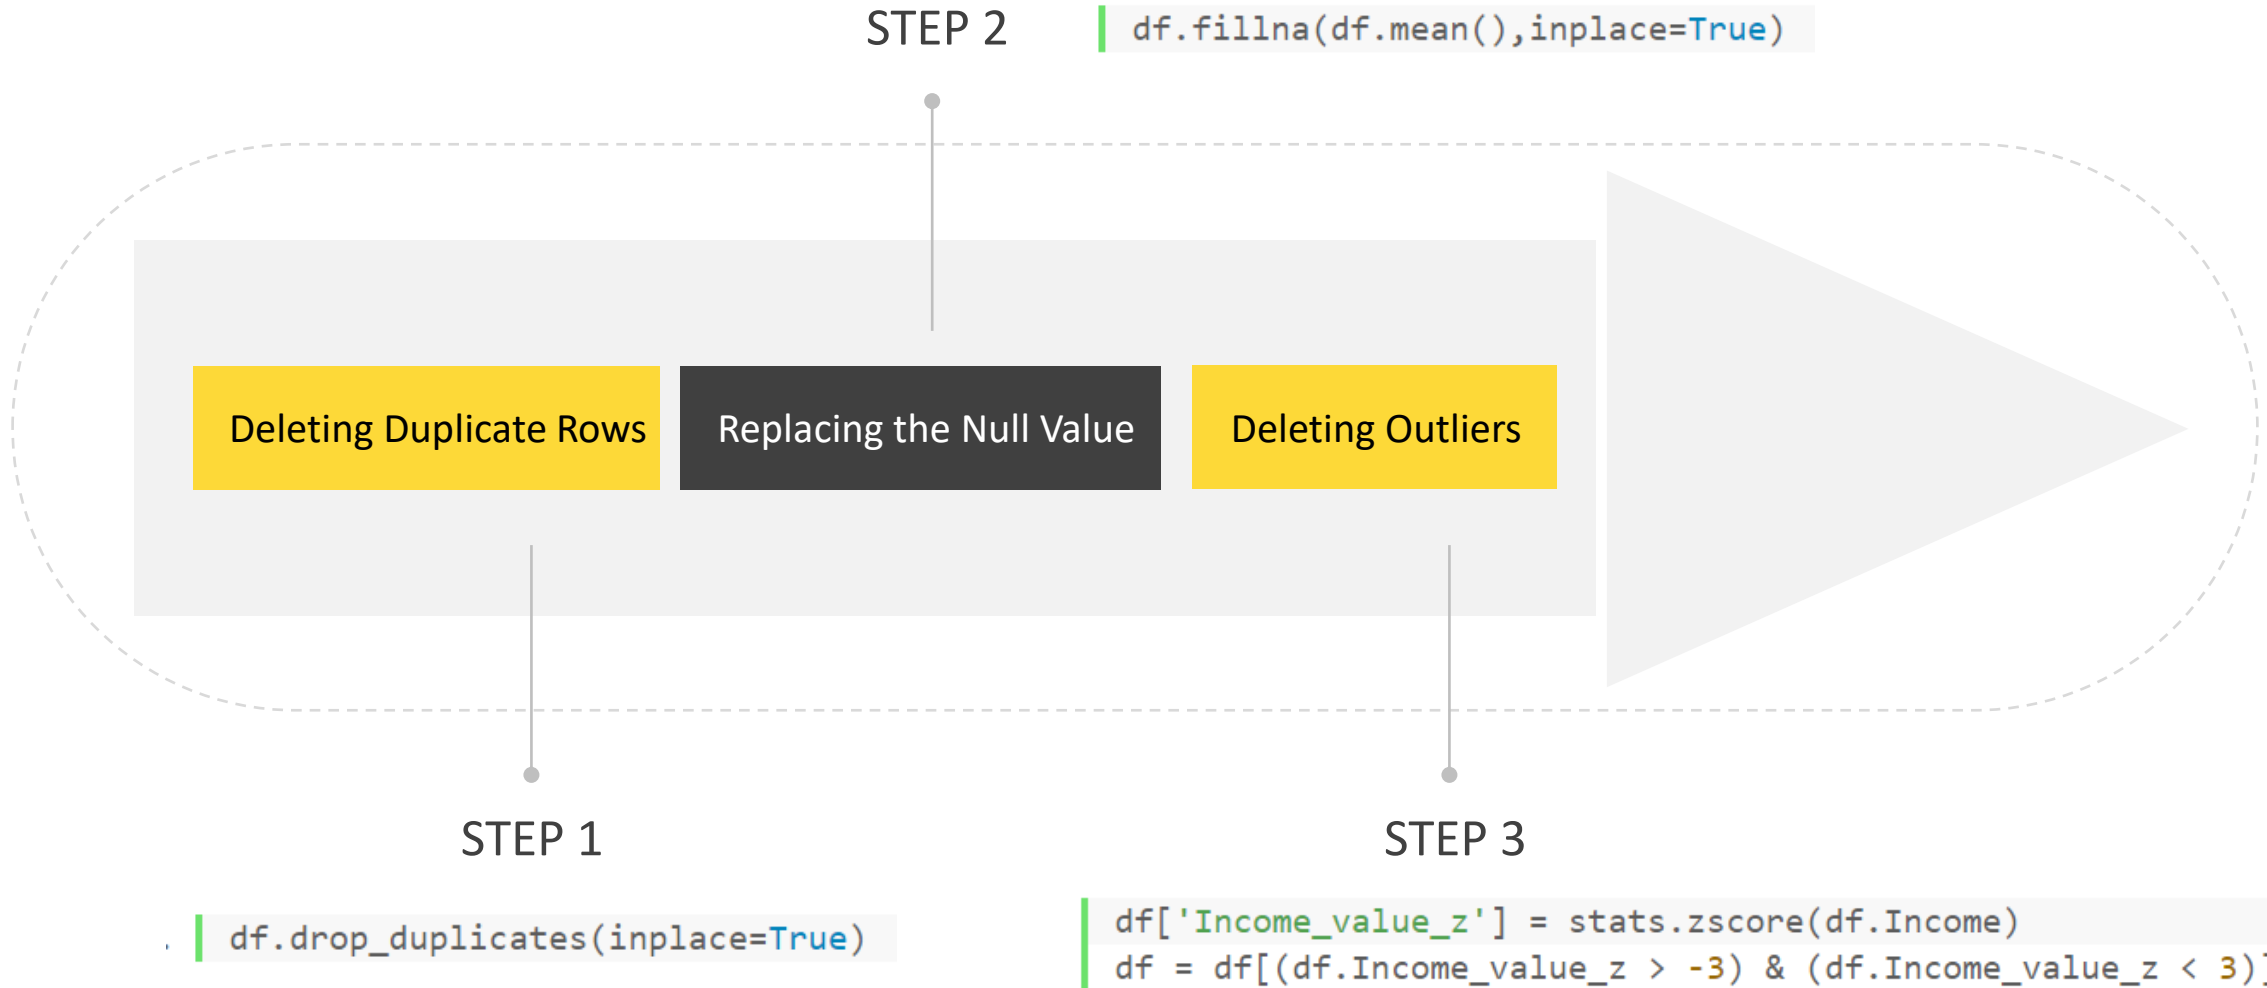 STEP 2
df.fillna(df.mean(),inplace=True)
Deleting Duplicate Rows
Replacing the Null Value
Deleting Outliers
STEP 1
STEP 3
df.drop_duplicates(inplace=True)
df['Income_value_z'] = stats.zscore(df.Income)
df = df[(df.Income_value_z > -3) & (df.Income_value_z < 3)]